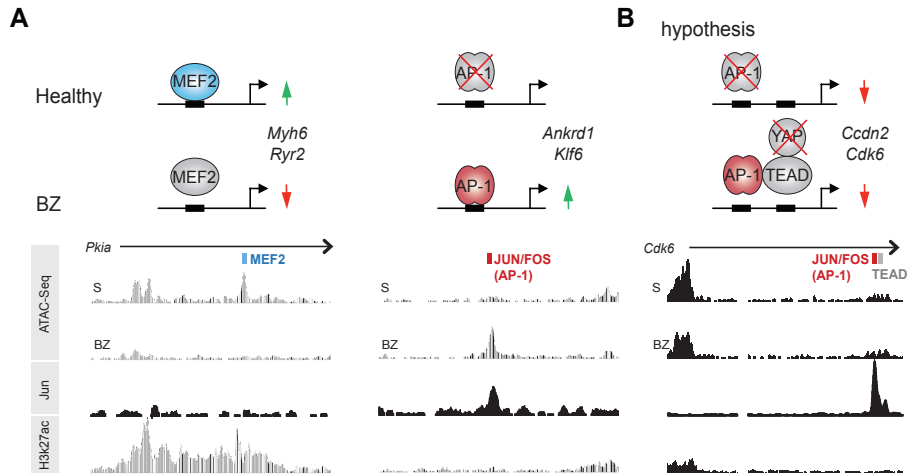 A
B
hypothesis
Healthy
MEF2
AP-1
AP-1
Myh6
Ryr2
Ankrd1
Klf6
YAP
Ccdn2
Cdk6
BZ
MEF2
AP-1
AP-1
TEAD
Pkia
Cdk6
MEF2
JUN/FOS
(AP-1)
JUN/FOS
(AP-1)
TEAD
ATAC-Seq
S
S
S
BZ
BZ
BZ
Jun
H3k27ac